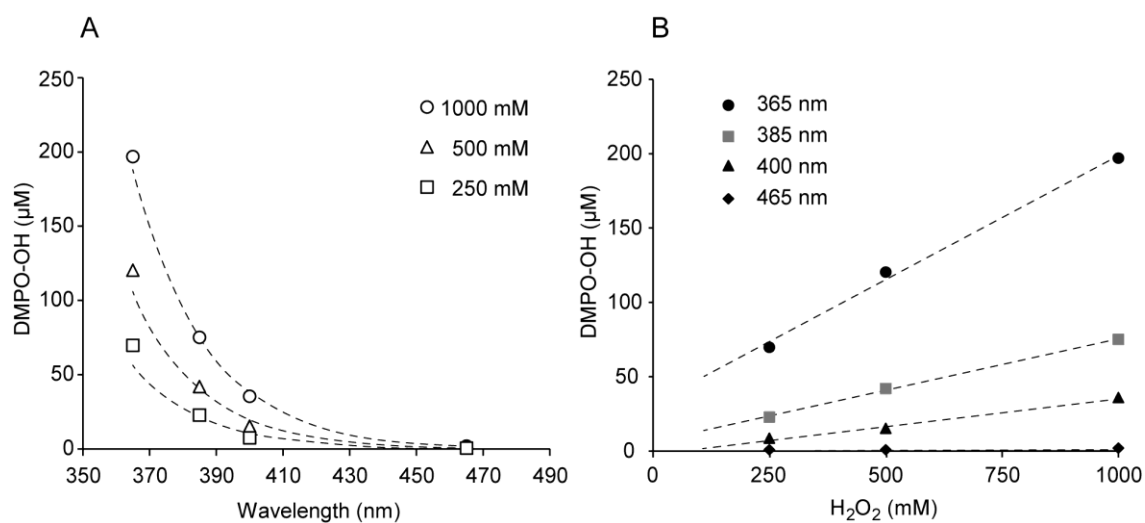 A
250
200
150
100
50
0
DMPO-OH (µM)
1000 mM
500 mM
250 mM
350 370 390 410 430 450 470 490
Wavelength (nm)
B
250
200
150
100
50
0
DMPO-OH (µM)
365 nm
385 nm
400 nm
465 nm
0 250 500 750 1000
H₂O₂ (mM)